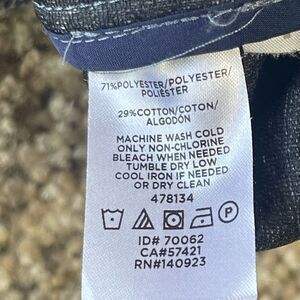 71%POLYESTER/POLYESTER/
POLIÉSTER
29%COTTON/COTON/
ALGODÓN
MACHINE WASH COLD
ONLY NON-CHLORINE
BLEACH WHEN NEEDED
TUMBLE DRY LOW
COOL IRON IF NEEDED
OR DRY CLEAN
478134
P
ID# 70062
CA#57421
RN#140923